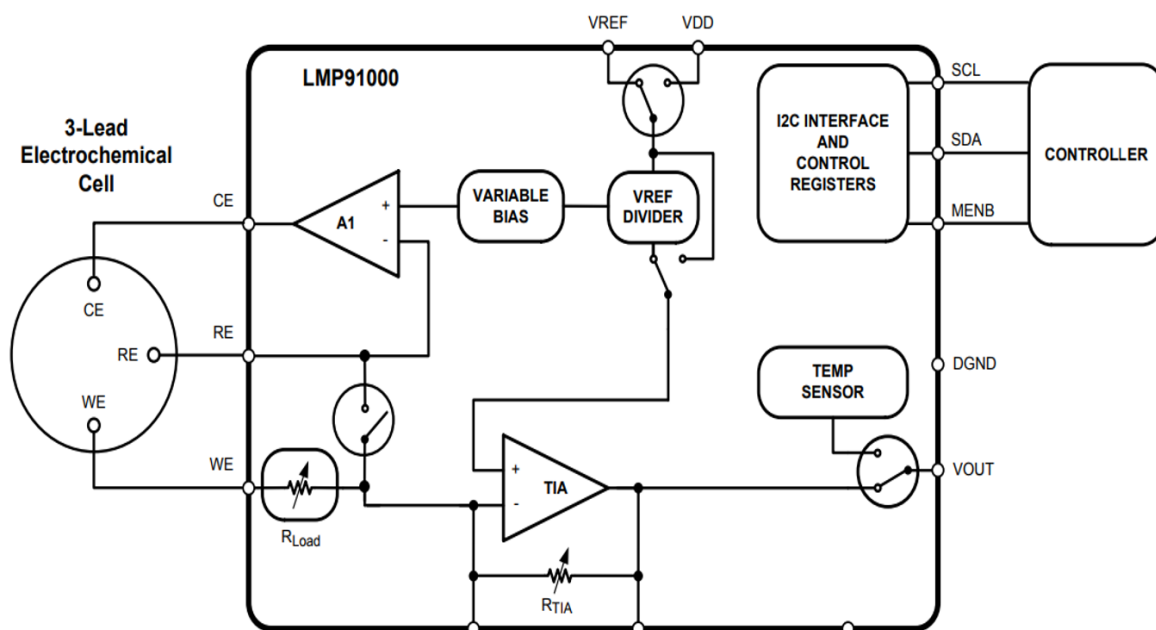 VREF
VDD
LMP91000
3-Lead
Electrochemical
Cell
SCL
I2C INTERFACE
AND
CONTROL
REGISTERS
SDA
CONTROLLER
MENB
CE
+
A1
-
VARIABLE
BIAS
VREF
DIVIDER
CE
RE
RE
DGND
TEMP
SENSOR
WE
WE
+
TIA
-
VOUT
RLoad
RTIA